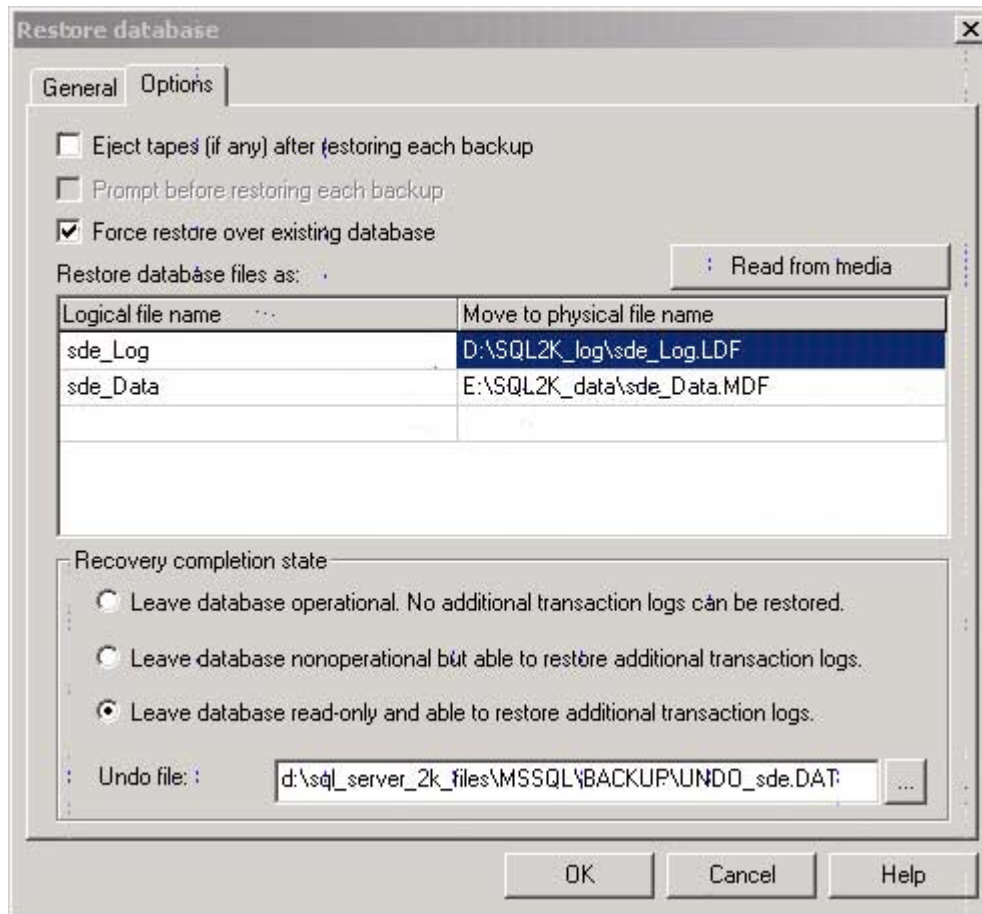 Restore database
General Options
Eject tapes (if any) after restoring each backup
Prompt before restoring each backup
Force restore over existing database
Restore database files as: Read from media
Logical file name Move to physical file name
sde_Log D:\SQL2K_log\sde_Log.LDF
sde_Data E:\SQL2K_data\sde_Data.MDF
Recovery completion state
Leave database operational. No additional transaction logs can be restored.
Leave database nonoperational but able to restore additional transaction logs.
Leave database read-only and able to restore additional transaction logs.
Undo file: d:\sql_server_2k_files\MSSQL\BACKUP\UNDO_sde.DAT ...
OK Cancel Help